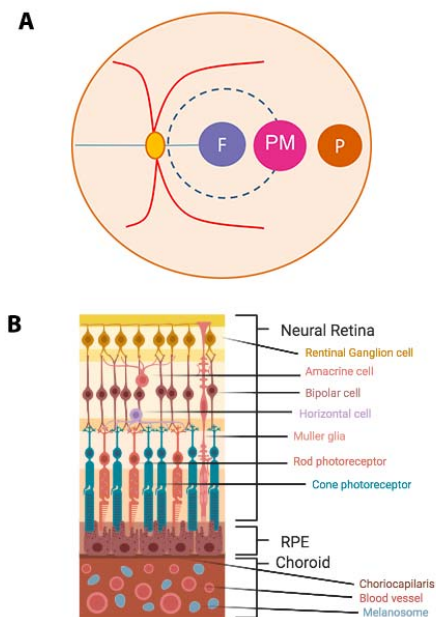 A
F
PM
P
B
Neural Retina
Rentinal Ganglion cell
Amacrine cell
Bipolar cell
Horizontal cell
Muller glia
Rod photoreceptor
Cone photoreceptor
RPE
Choroid
Choriocapilaris
Blood vessel
Melanosome